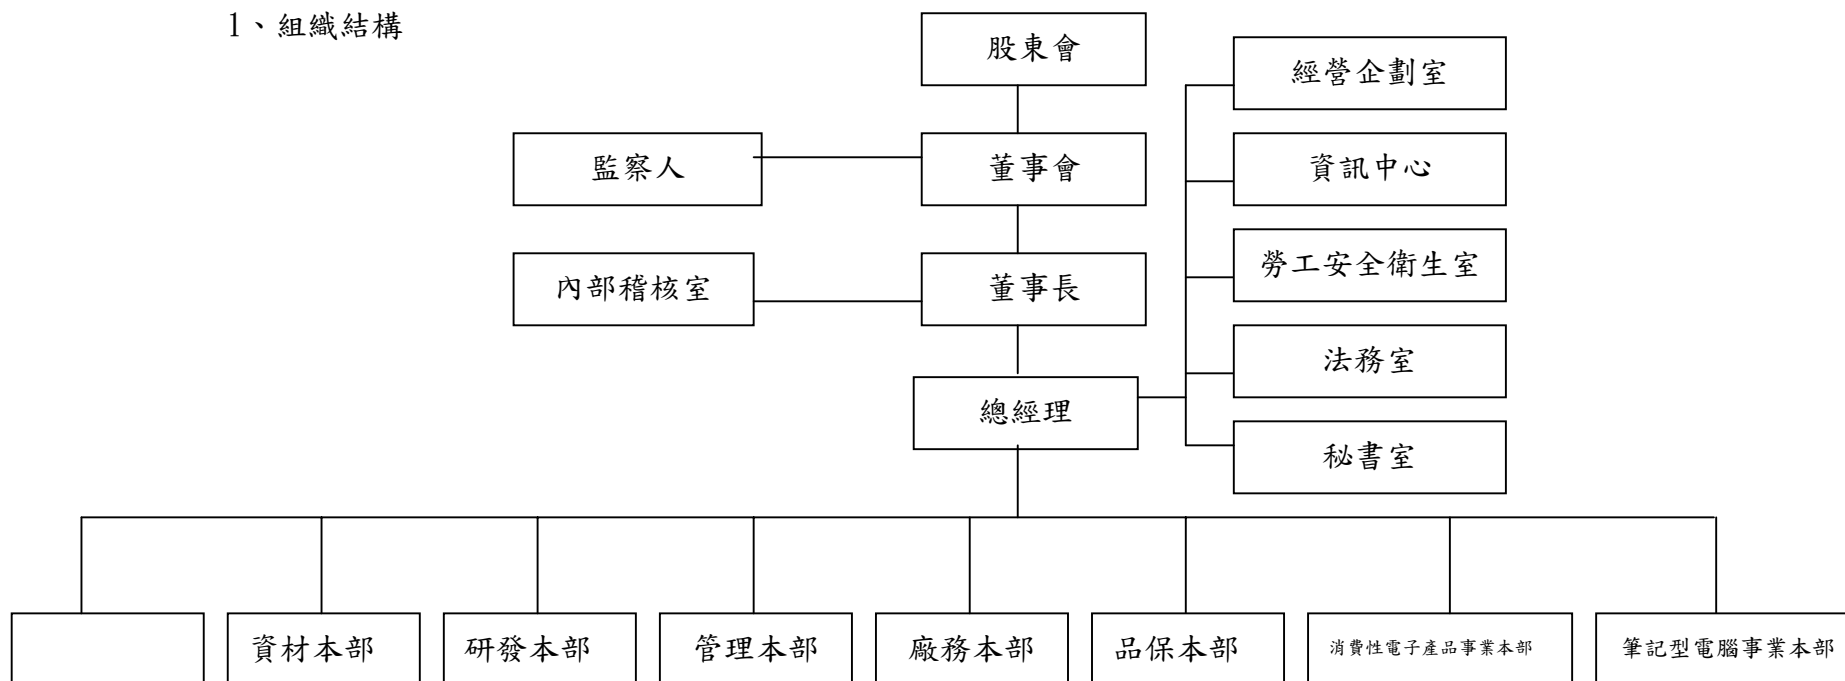 1、組織結構
股東會
經營企劃室
監察人
董事會
資訊中心
內部稽核室
董事長
勞工安全衛生室
法務室
總經理
秘書室
資材本部
研發本部
管理本部
廠務本部
品保本部
消費性電子產品事業本部
筆記型電腦事業本部